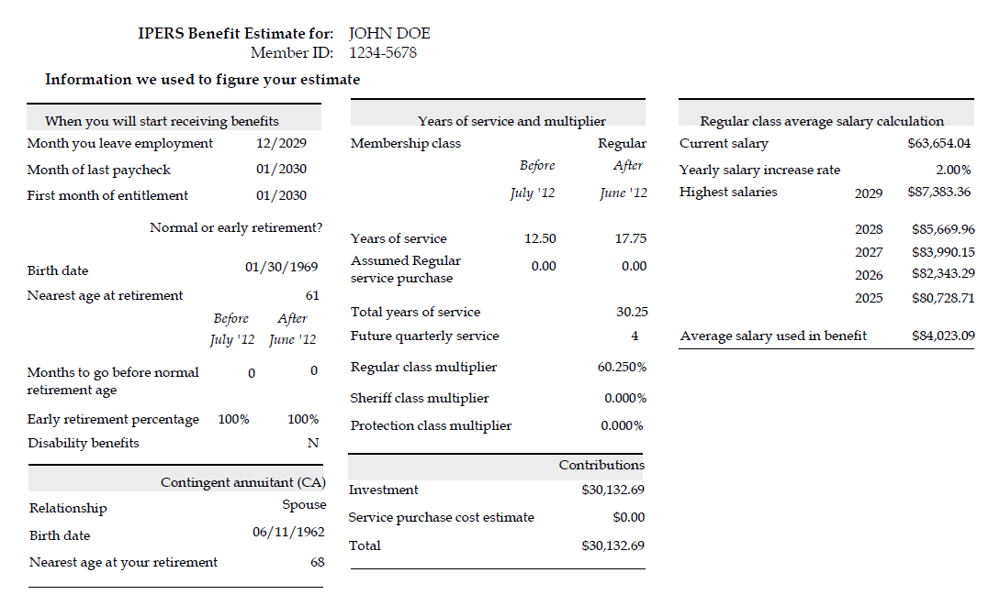 IPERS Benefit Estimate for: JOHN DOE
Member ID: 1234-5678
Information we used to figure your estimate
When you will start receiving benefits
Month you leave employment 12/2029
Month of last paycheck 01/2030
First month of entitlement 01/2030
Normal or early retirement?
Birth date 01/30/1969
Nearest age at retirement 61
Before After
July '12 June '12
Months to go before normal 0 0
retirement age
Early retirement percentage 100% 100%
Disability benefits N
Contingent annuitant (CA)
Relationship Spouse
Birth date 06/11/1962
Nearest age at your retirement 68
Years of service and multiplier
Membership class Regular
Before After
July '12 June '12
Years of service 12.50 17.75
Assumed Regular 0.00 0.00
service purchase
Total years of service 30.25
Future quarterly service 4
Regular class multiplier 60.250%
Sheriff class multiplier 0.000%
Protection class multiplier 0.000%
Contributions
Investment $30,132.69
Service purchase cost estimate $0.00
Total $30,132.69
Regular class average salary calculation
Current salary $63,654.04
Yearly salary increase rate 2.00%
Highest salaries 2029 $87,383.36
2028 $85,669.96
2027 $83,990.15
2026 $82,343.29
2025 $80,728.71
Average salary used in benefit $84,023.09